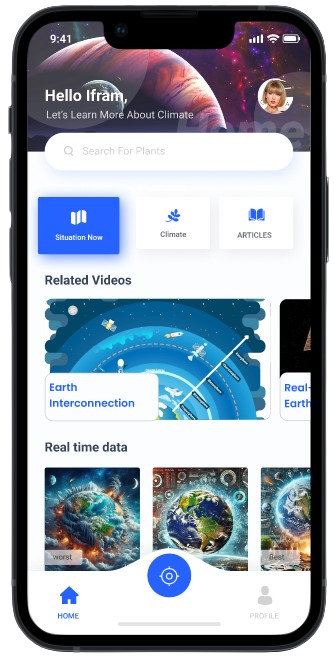 9:41
Hello Ifram,
Let's Learn More About Climate
Home
Search For Plants
Situation Now
Climate
ARTICLES
Related Videos
Earth
Interconnection
Real-
Earth
Real time data
worst
Best
HOME
PROFILE